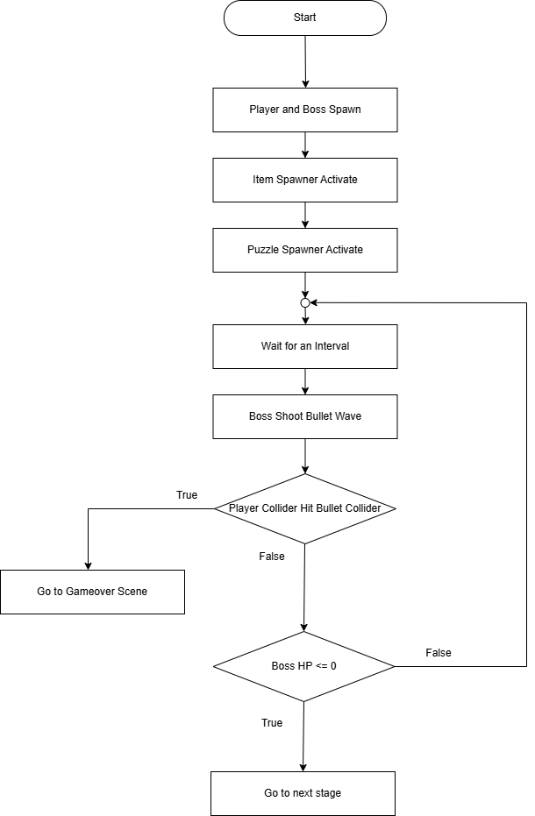 Start
Player and Boss Spawn
Item Spawner Activate
Puzzle Spawner Activate
Wait for an Interval
Boss Shoot Bullet Wave
True
Player Collider Hit Bullet Collider
False
Go to Gameover Scene
False
Boss HP <= 0
True
Go to next stage